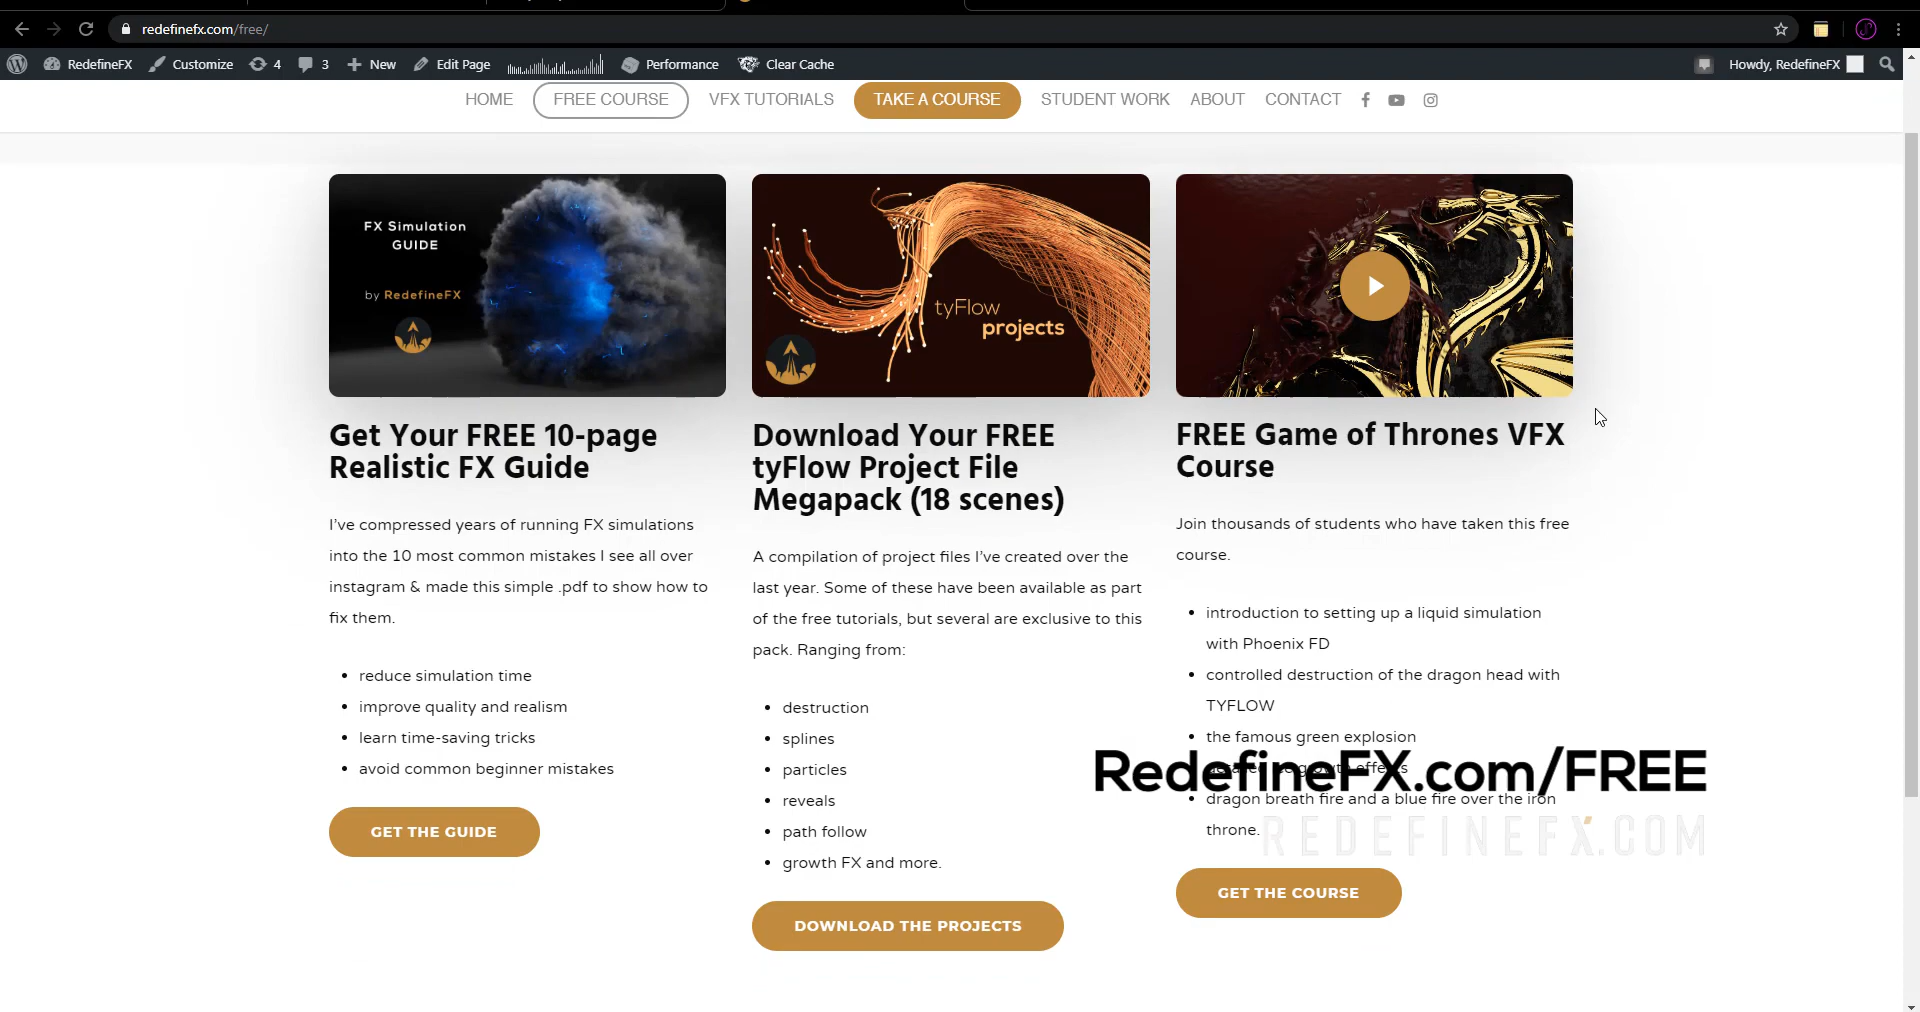 redefinefx.com/free/
RedefineFX Customize 4 3 New Edit Page Performance Clear Cache Howdy, RedefineFX
HOME FREE COURSE VFX TUTORIALS TAKE A COURSE STUDENT WORK ABOUT CONTACT
FX Simulation
GUIDE
by RedefineFX
Get Your FREE 10-page
Realistic FX Guide
I've compressed years of running FX simulations
into the 10 most common mistakes I see all over
instagram & made this simple .pdf to show how to
fix them.
• reduce simulation time
• improve quality and realism
• learn time-saving tricks
• avoid common beginner mistakes
GET THE GUIDE
tyFlow
projects
Download Your FREE
tyFlow Project File
Megapack (18 scenes)
A compilation of project files I've created over the
last year. Some of these have been available as part
of the free tutorials, but several are exclusive to this
pack. Ranging from:
• destruction
• splines
• particles
• reveals
• path follow
• growth FX and more.
DOWNLOAD THE PROJECTS
FREE Game of Thrones VFX
Course
Join thousands of students who have taken this free
course.
• introduction to setting up a liquid simulation
with Phoenix FD
• controlled destruction of the dragon head with
TYFLOW
• the famous green explosion
effects
• dragon breath fire and a blue fire over the iron
throne.
GET THE COURSE
RedefineFX.com/FREE
REDEFINEFX.COM